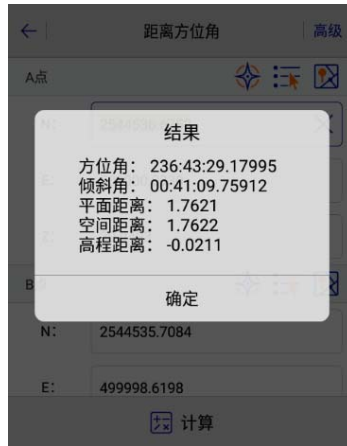 距离方位角
高级
A点
结果
方位角： 236:43:29.17995
倾斜角： 00:41:09.75912
平面距离： 1.7621
空间距离： 1.7622
高程距离： -0.0211
确定
N:
2544535.7084
E:
499998.6198
计算